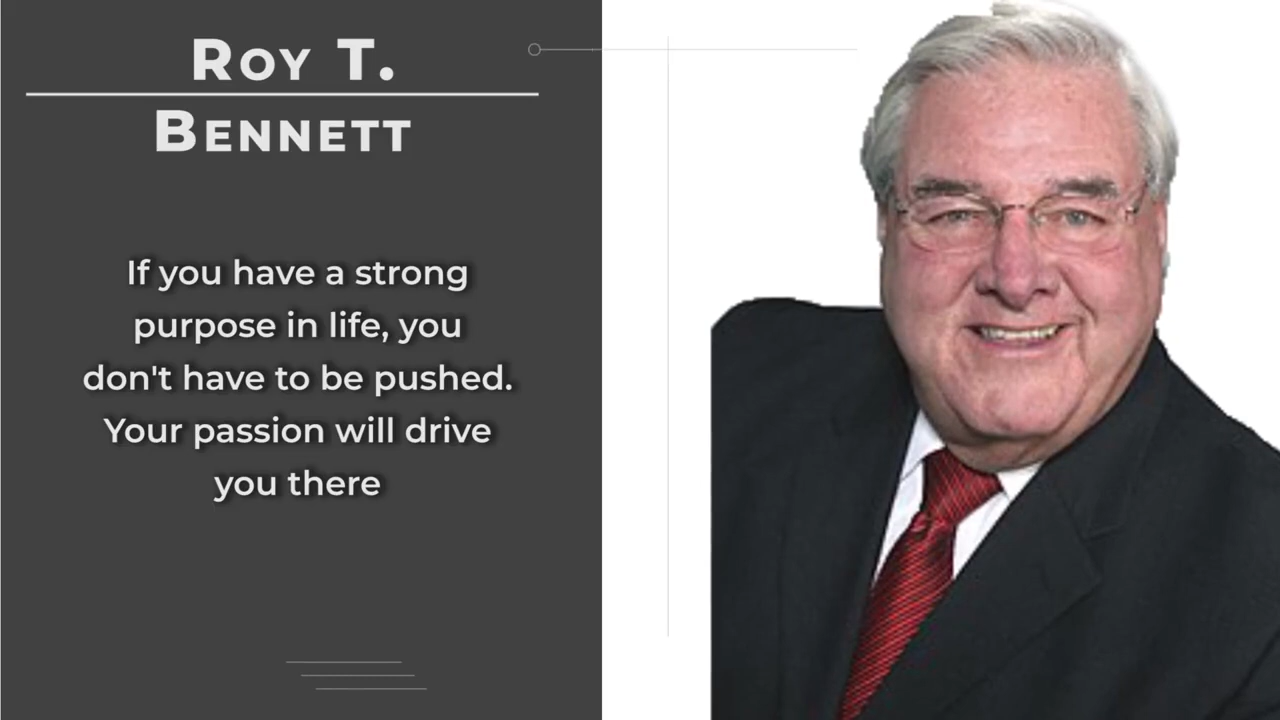 Roy T.
Bennett
If you have a strong
purpose in life, you
don't have to be pushed.
Your passion will drive
you there